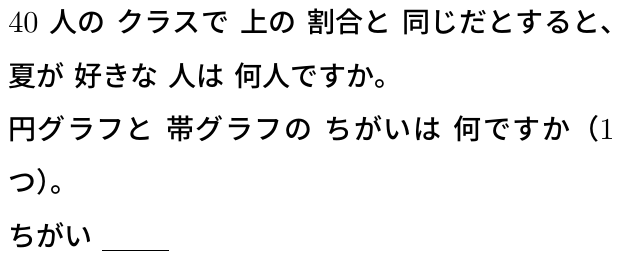 40 人の クラスで 上の 割合と 同じだとすると、
夏が 好きな 人は 何人ですか。
円グラフと 帯グラフの ちがいは 何ですか（1
つ）。
ちがい ____